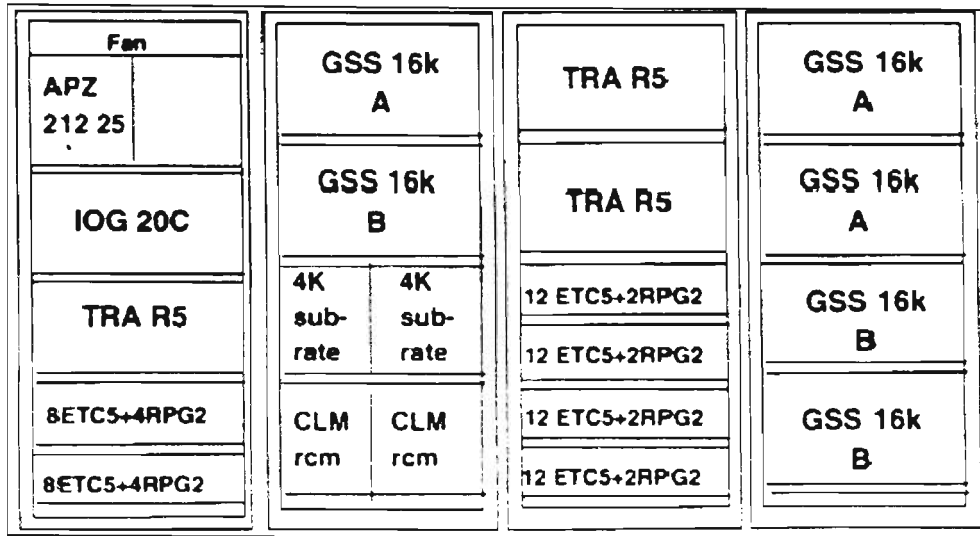 Fan
APZ
212 25
IOG 20C
TRA R5
8ETC5+4RPG2
8ETC5+4RPG2
GSS 16k
A
GSS 16k
B
4K
sub-
rate
4K
sub-
rate
CLM
rcm
CLM
rcm
TRA R5
TRA R5
12 ETC5+2RPG2
12 ETC5+2RPG2
12 ETC5+2RPG2
12 ETC5+2RPG2
GSS 16k
A
GSS 16k
A
GSS 16k
B
GSS 16k
B